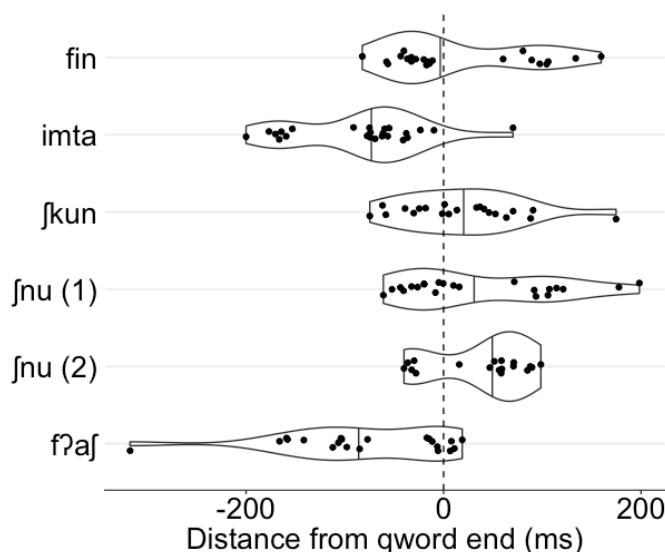 fin
imta
ʃkun
ʃnu (1)
ʃnu (2)
fʔaʃ
-200 0 200
Distance from qword end (ms)